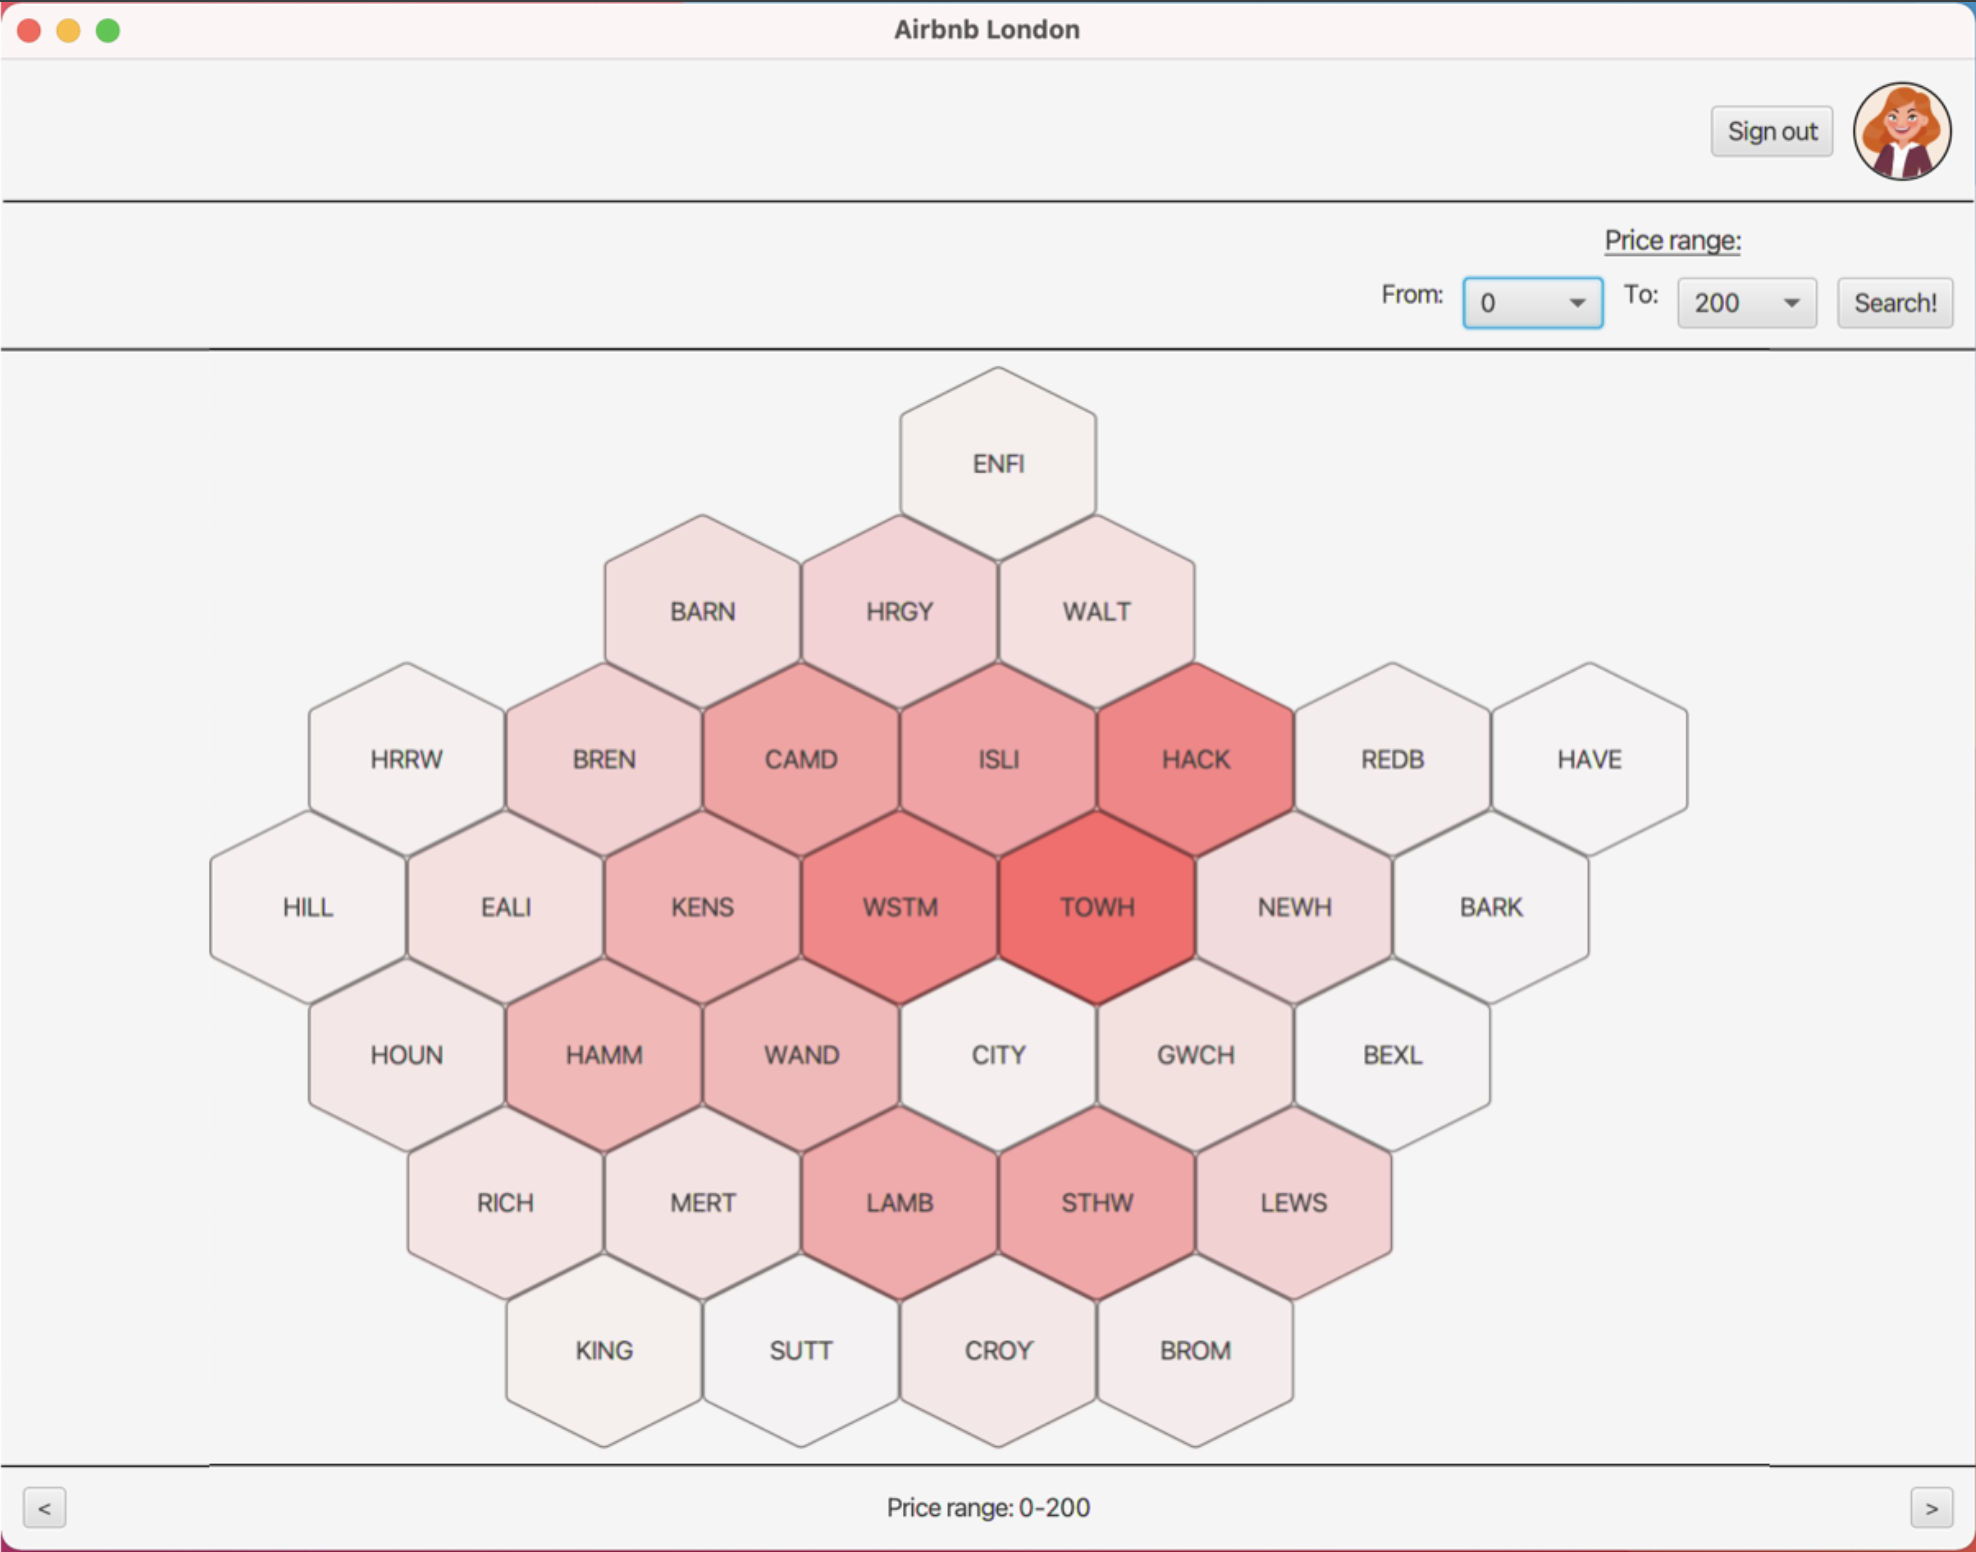 Airbnb London
Sign out
Price range:
From: 0 To: 200 Search!
ENFI
BARN HRGY WALT
HRRW BREN CAMD ISLI HACK REDB HAVE
HILL EALI KENS WSTM TOWH NEWH BARK
HOUN HAMM WAND CITY GWCH BEXL
RICH MERT LAMB STHW LEWS
KING SUTT CROY BROM
< Price range: 0-200 >